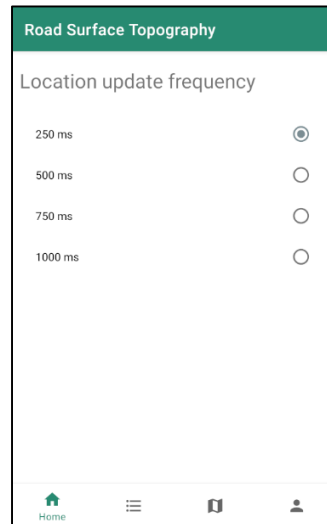 Road Surface Topography
Location update frequency
250 ms
500 ms
750 ms
1000 ms
Home